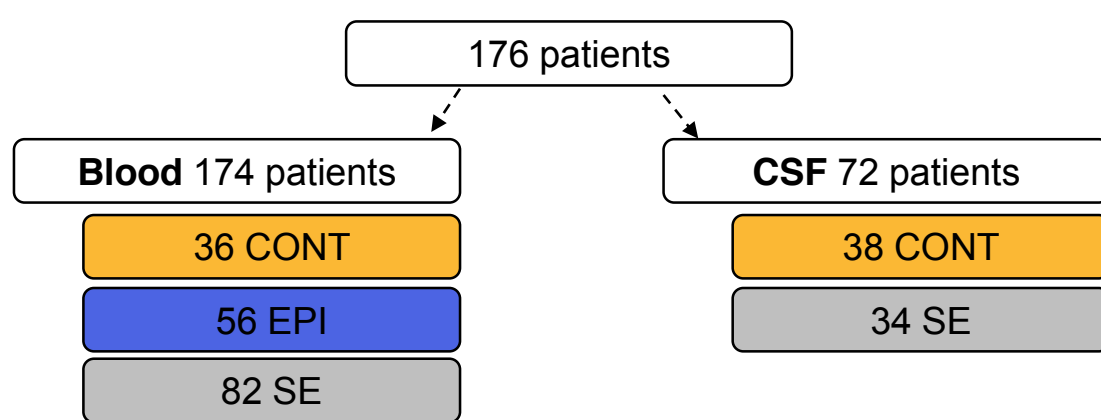 176 patients
Blood 174 patients
36 CONT
56 EPI
82 SE
CSF 72 patients
38 CONT
34 SE